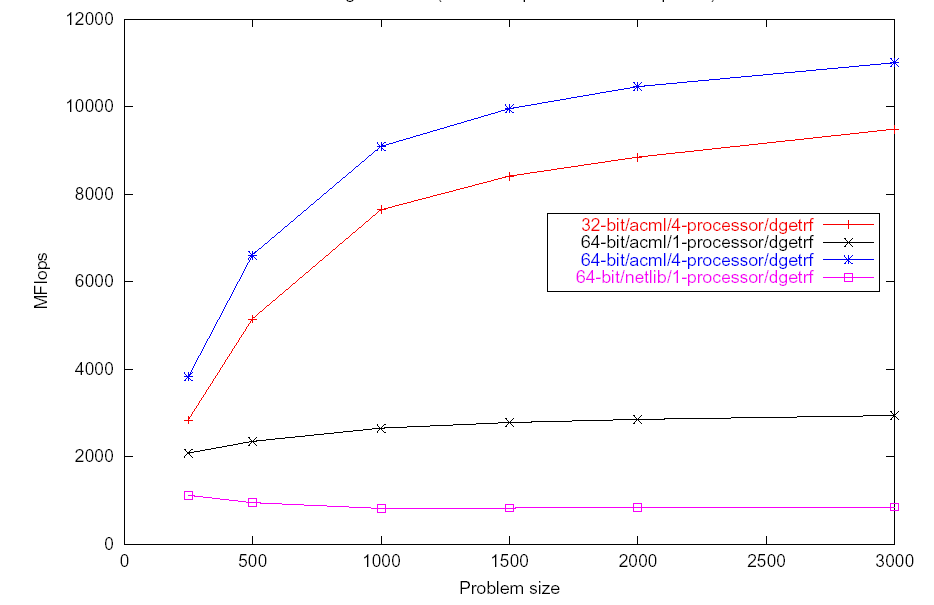 12000
10000
8000
6000
4000
2000
0
MFlops
32-bit/acml/4-processor/dgetrf
64-bit/acml/1-processor/dgetrf
64-bit/acml/4-processor/dgetrf
64-bit/netlib/1-processor/dgetrf
0 500 1000 1500 2000 2500 3000
Problem size